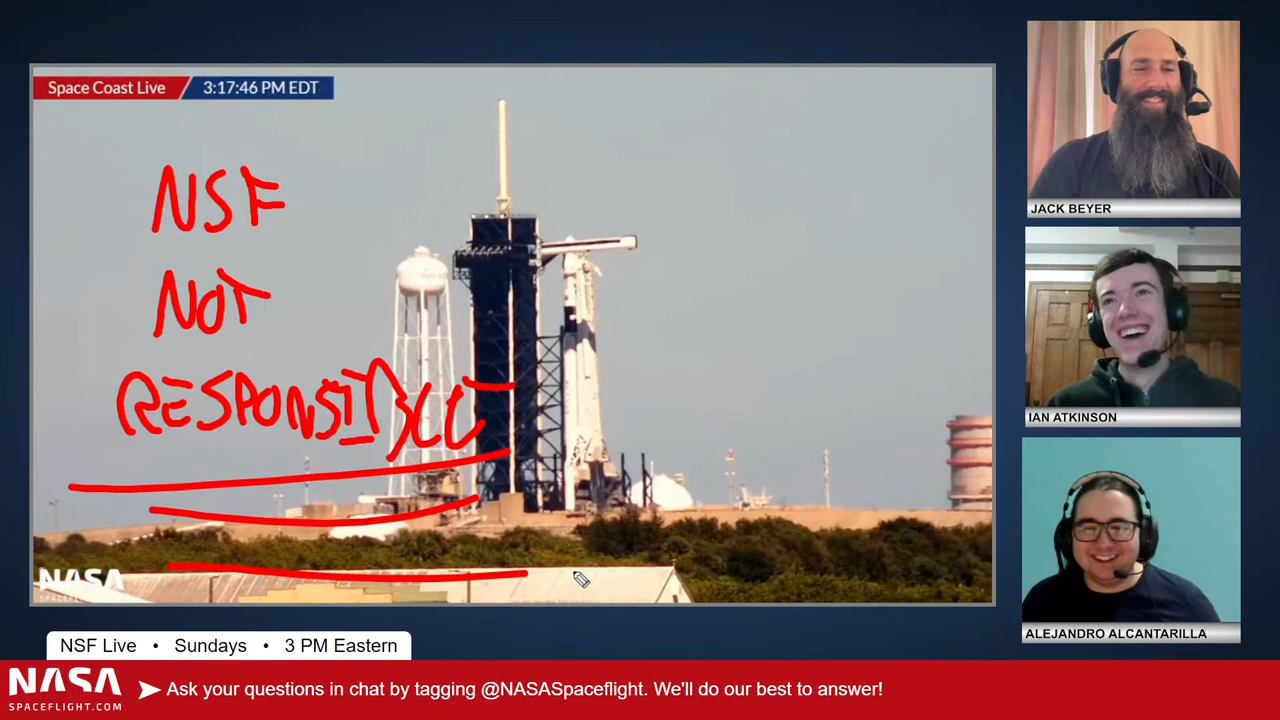 Space Coast Live
3:17:46 PM EDT
NSF
NOT
RESPONSIBLE
NASA
SPACEFLIGHT
JACK BEYER
IAN ATKINSON
ALEJANDRO ALCANTARILLA
NSF Live • Sundays • 3 PM Eastern
NASA
SPACEFLIGHT.COM
Ask your questions in chat by tagging @NASASpaceflight. We'll do our best to answer!